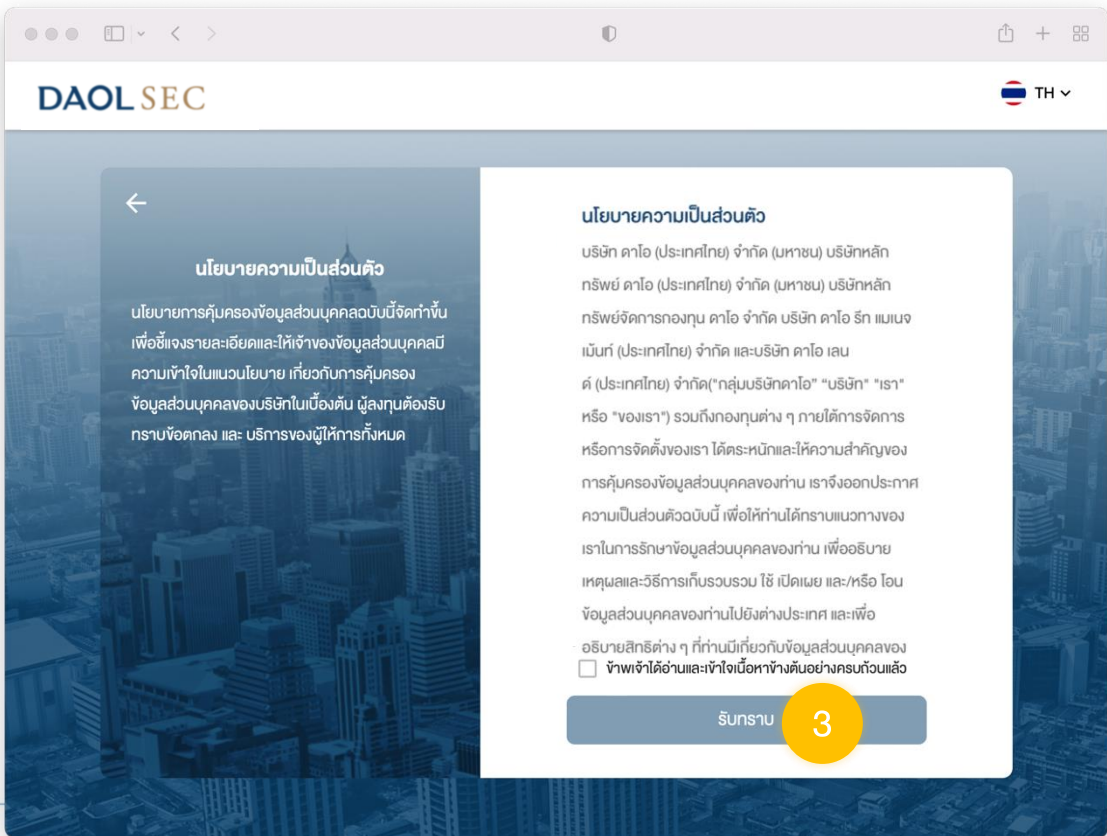 DAOL SEC
TH
นโยบายความเป็นส่วนตัว
นโยบายการคุ้มครองข้อมูลส่วนบุคคลฉบับนี้จัดทำขึ้น
เพื่อชี้แจงรายละเอียดและให้เจ้าของข้อมูลส่วนบุคคลมี
ความเข้าใจในแนวนโยบาย เกี่ยวกับการคุ้มครอง
ข้อมูลส่วนบุคคลของบริษัทในเบื้องต้น ผู้ลงทุนต้องรับ
ทราบข้อตกลง และ บริการของผู้ให้การทั้งหมด
นโยบายความเป็นส่วนตัว
บริษัท ดาโอ (ประเทศไทย) จำกัด (มหาชน) บริษัทหลัก
ทรัพย์ ดาโอ (ประเทศไทย) จำกัด (มหาชน) บริษัทหลัก
ทรัพย์จัดการกองทุน ดาโอ จำกัด บริษัท ดาโอ รีท แมเนจ
เม้นท์ (ประเทศไทย) จำกัด และบริษัท ดาโอ เลน
ด์ (ประเทศไทย) จำกัด("กลุ่มบริษัทดาโอ” “บริษัท" "เรา"
หรือ "ของเรา") รวมถึงกองทุนต่าง ๆ ภายใต้การจัดการ
หรือการจัดตั้งของเรา ได้ตระหนักและให้ความสำคัญของ
การคุ้มครองข้อมูลส่วนบุคคลของท่าน เราจึงออกประกาศ
ความเป็นส่วนตัวฉบับนี้ เพื่อให้ท่านได้ทราบแนวทางของ
เราในการรักษาข้อมูลส่วนบุคคลของท่าน เพื่ออธิบาย
เหตุผลและวิธีการเก็บรวบรวม ใช้ เปิดเผย และ/หรือ โอน
ข้อมูลส่วนบุคคลของท่านไปยังต่างประเทศ และเพื่อ
อธิบายสิทธิต่าง ๆ ที่ท่านมีเกี่ยวกับข้อมูลส่วนบุคคลของ
ข้าพเจ้าได้อ่านและเข้าใจเนื้อหาข้างต้นอย่างครบถ้วนแล้ว
รับทราบ
3